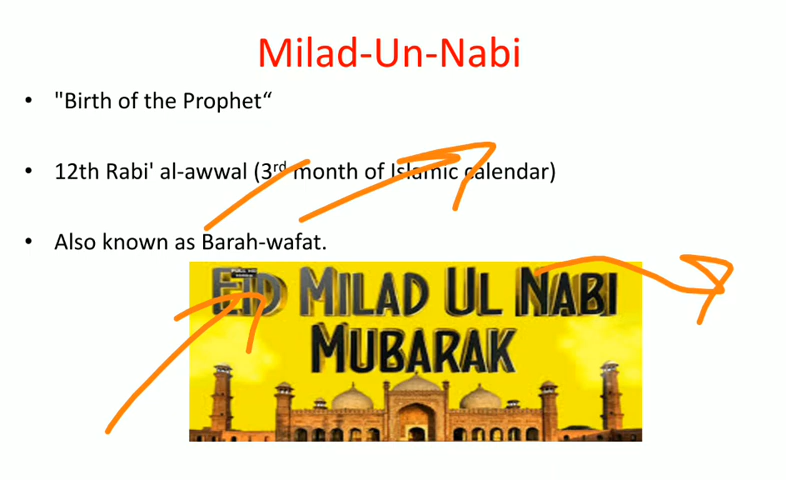 Milad-Un-Nabi
• "Birth of the Prophet“
• 12th Rabi' al-awwal (3rd month of Islamic calendar)
• Also known as Barah-wafat.
EID MILAD UL NABI
MUBARAK